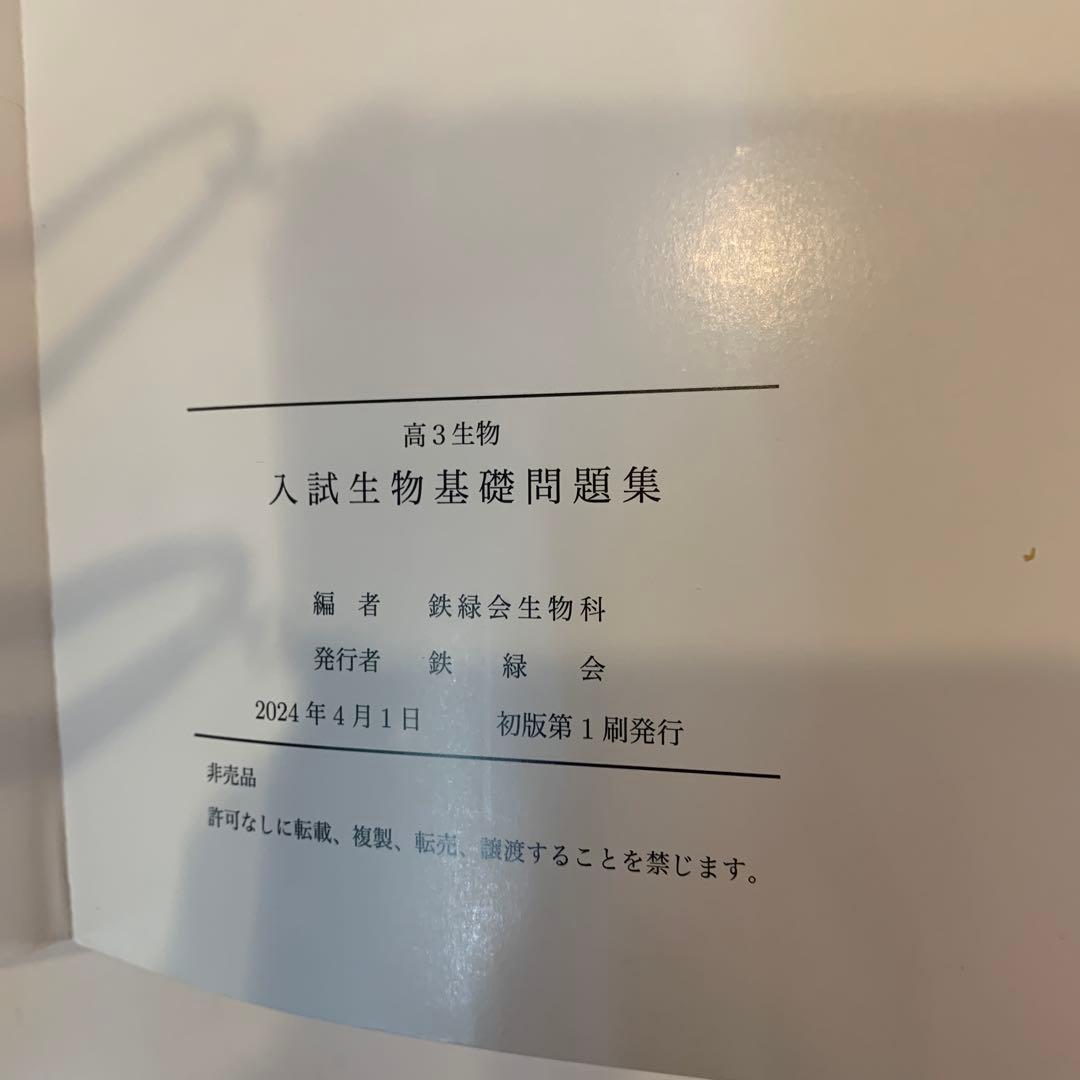 高3生物
入試生物基礎問題集
編 者 鉄緑会生物科
発行者 鉄 緑 会
2024年4月1日 初版第1刷発行
非売品
許可なしに転載、複製、転売、譲渡することを禁じます。